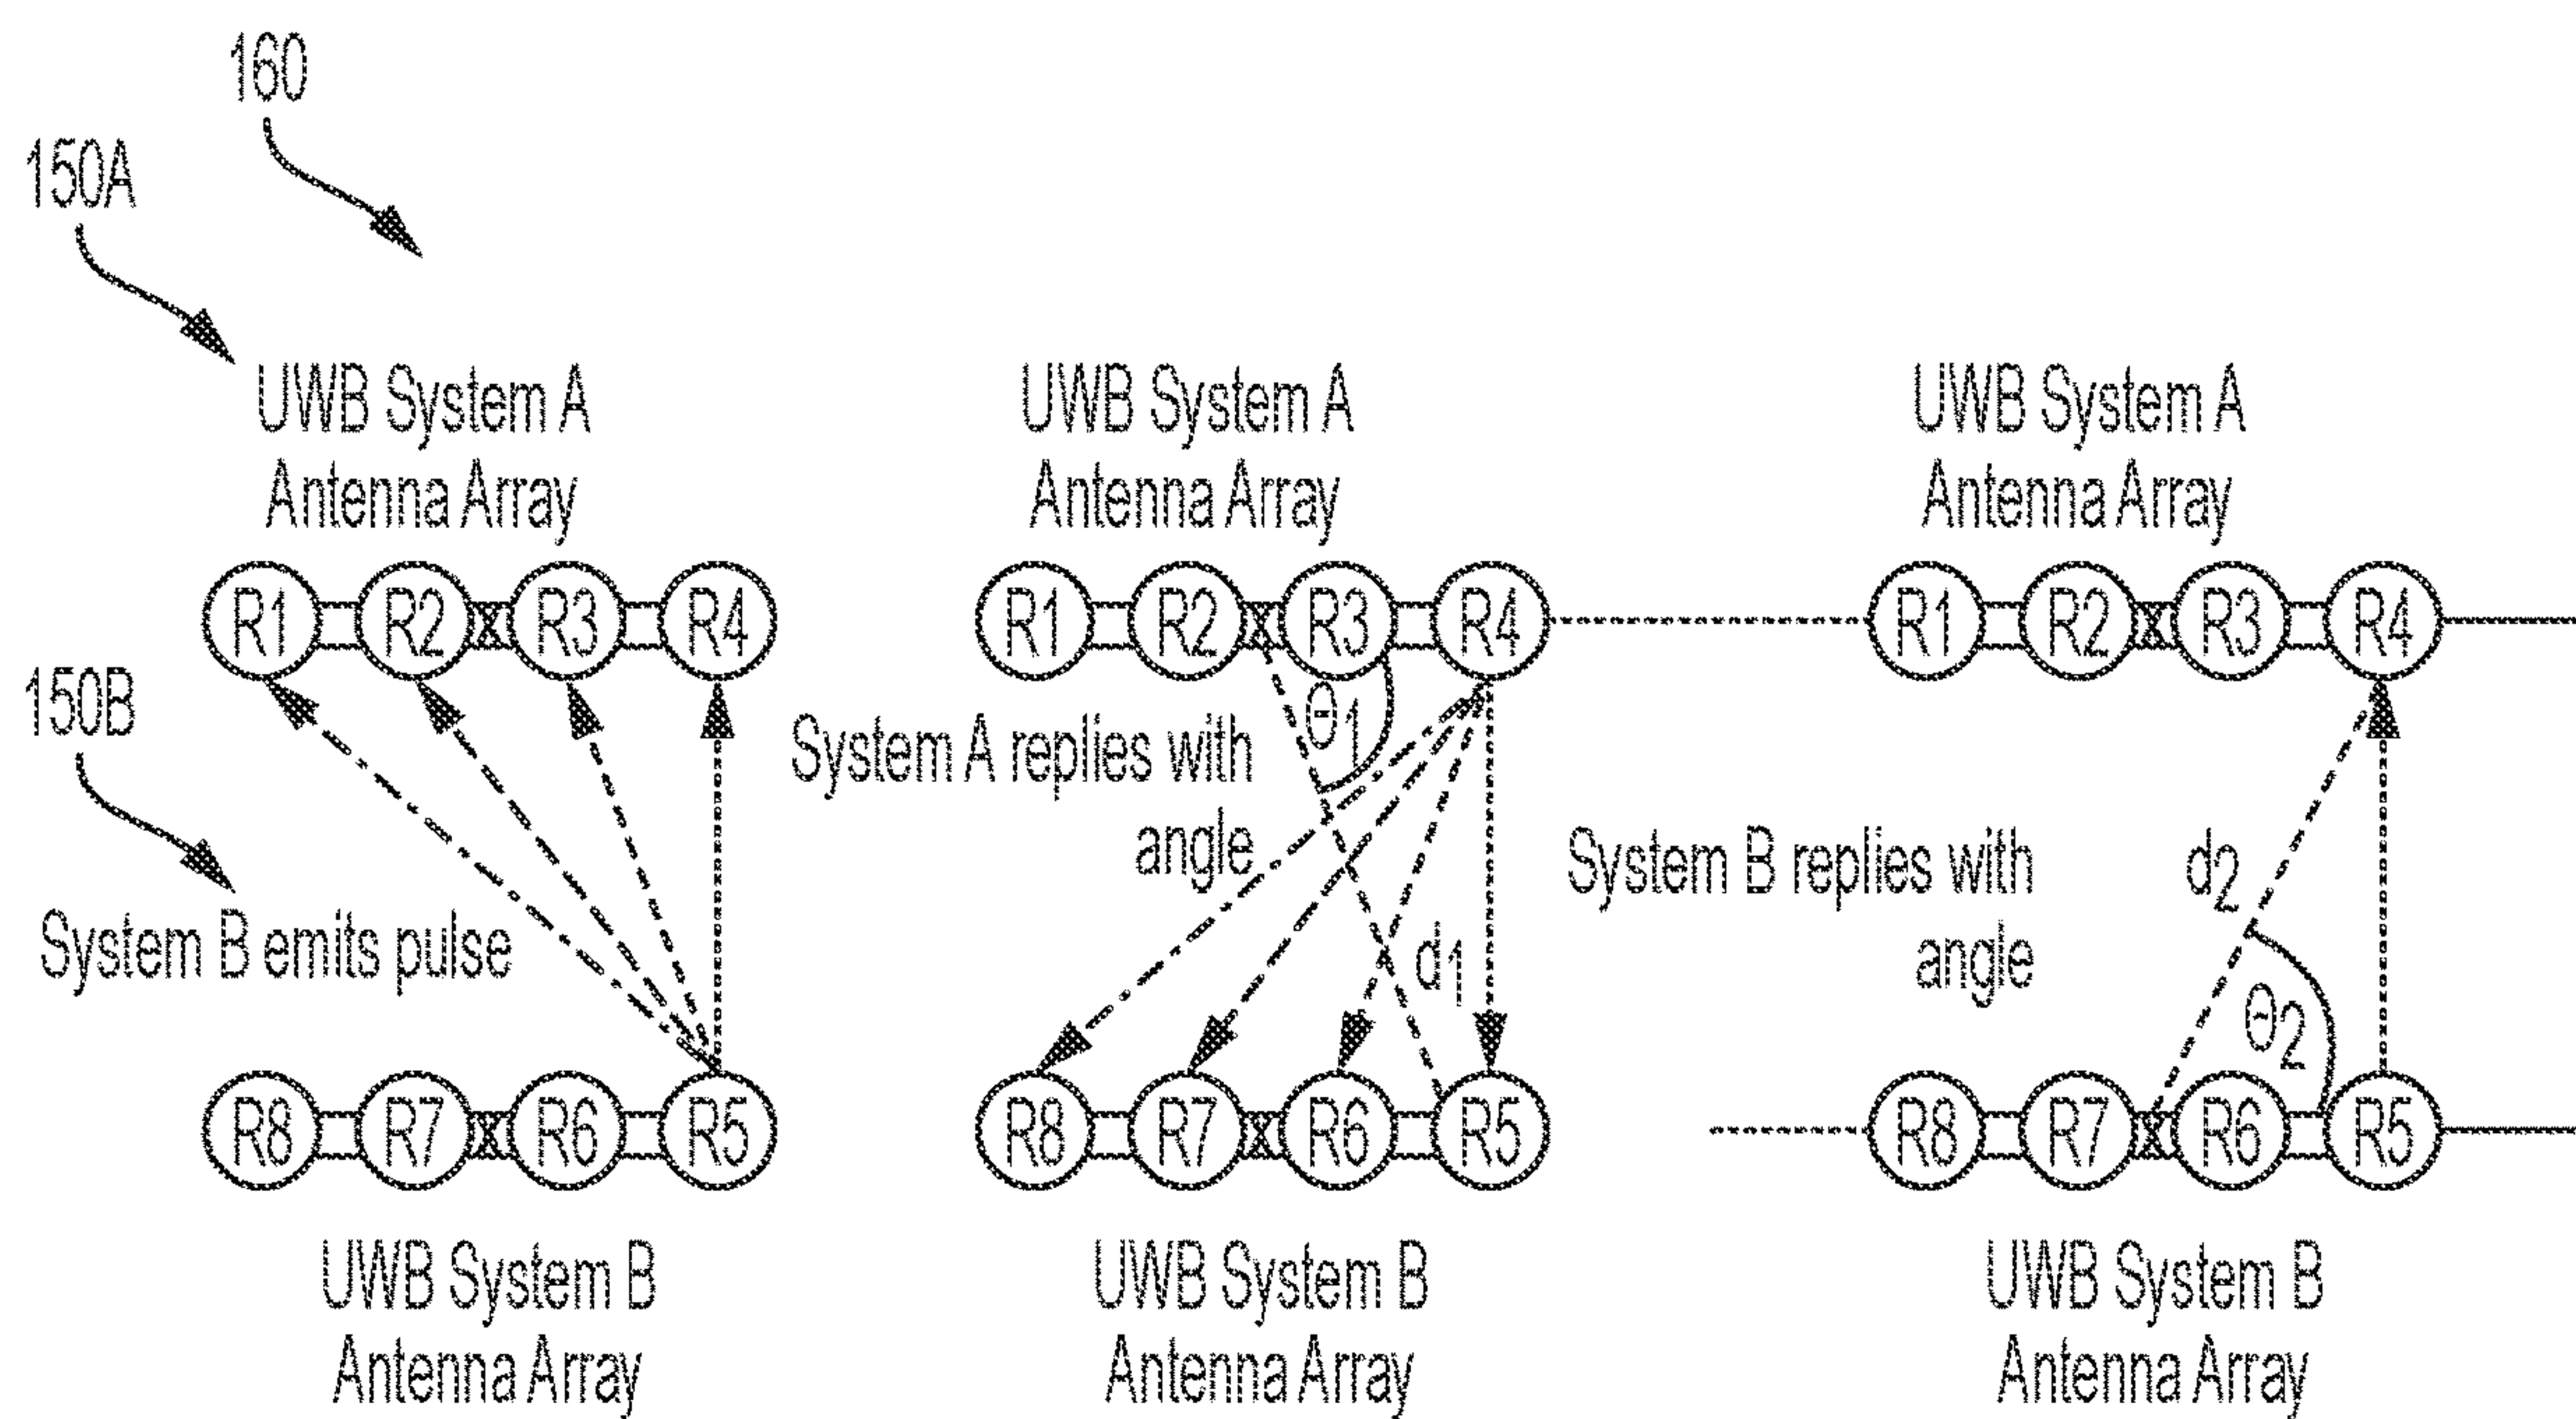 160
150A
UWB System A
Antenna Array
R1 R2 R3 R4
150B
System B emits pulse
R8 R7 R6 R5
UWB System B
Antenna Array
UWB System A
Antenna Array
R1 R2 R3 R4
Θ1
System A replies with
angle
d1
R8 R7 R6 R5
UWB System B
Antenna Array
UWB System A
Antenna Array
R1 R2 R3 R4
System B replies with
angle
d2
Θ2
R8 R7 R6 R5
UWB System B
Antenna Array